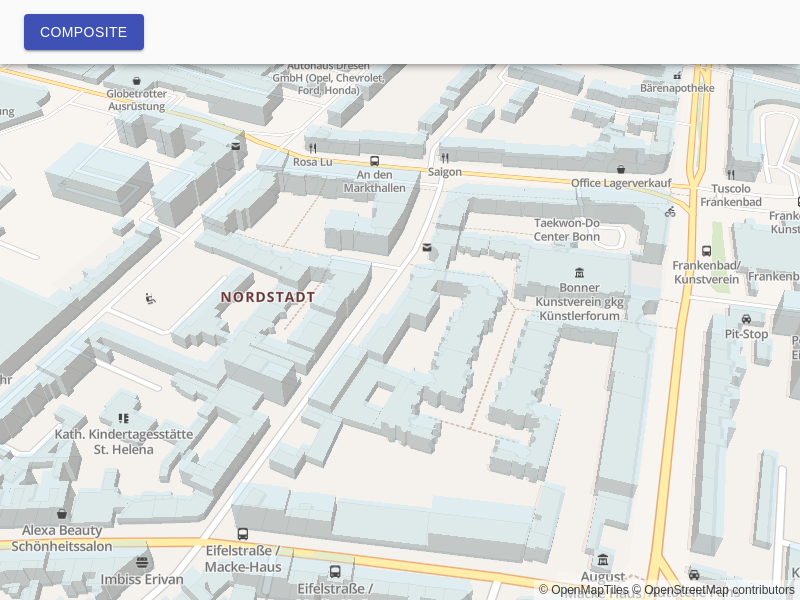 COMPOSITE
Autohaus Dresen
GmbH (Opel, Chevrolet,
Ford, Honda)
Globetrotter
Ausrüstung
Bärenapotheke
Rosa Lu
An den
Markthallen
Saigon
Office Lagerverkauf
Tuscolo
Frankenbad
Taekwon-Do
Center Bonn
Frankenbad/
Kunstverein
Bonner
Kunstverein gkg
Künstlerforum
NORDSTADT
Pit-Stop
Kath. Kindertagesstätte
St. Helena
Alexa Beauty
Schönheitssalon
Eifelstraße /
Macke-Haus
Imbiss Erivan
Eifelstraße /
August
© OpenMapTiles © OpenStreetMap contributors